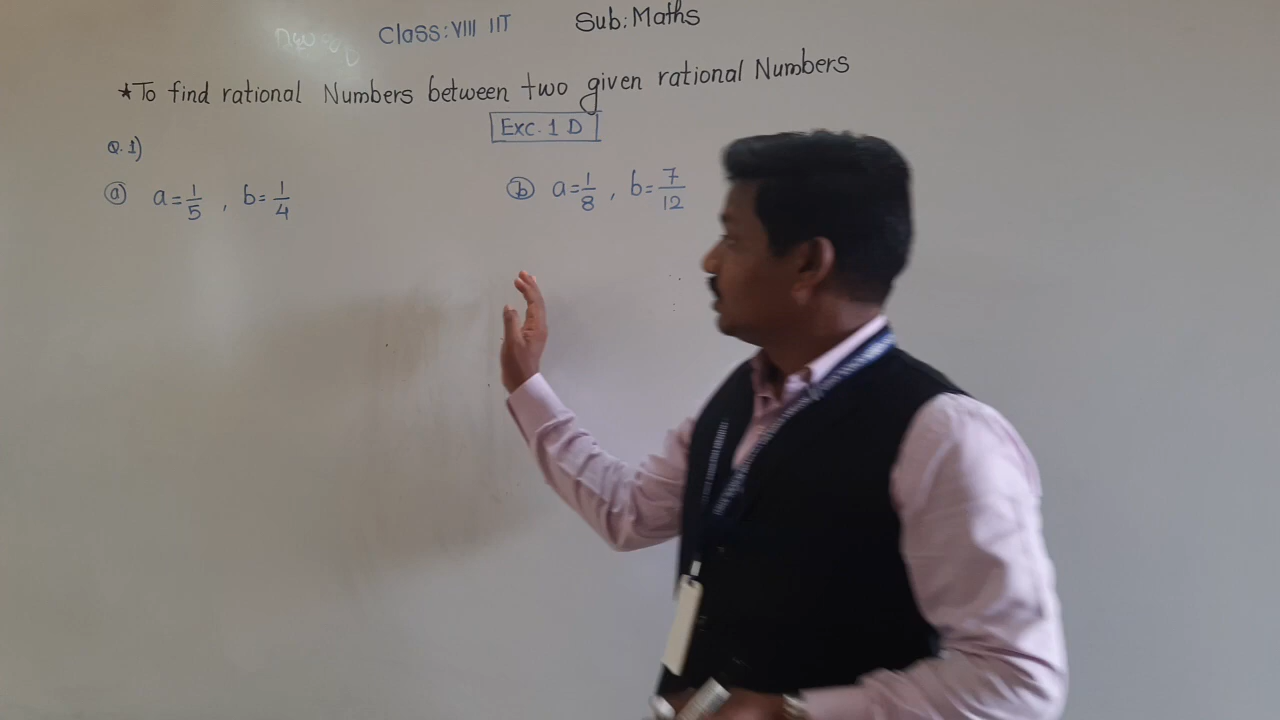 Class: VIII IIT Sub: Maths
*To find rational Numbers between two given rational Numbers
Exc. 1 D
Q. 1)
(a) a=1/5 , b=1/4 (b) a=1/8 , b=7/12